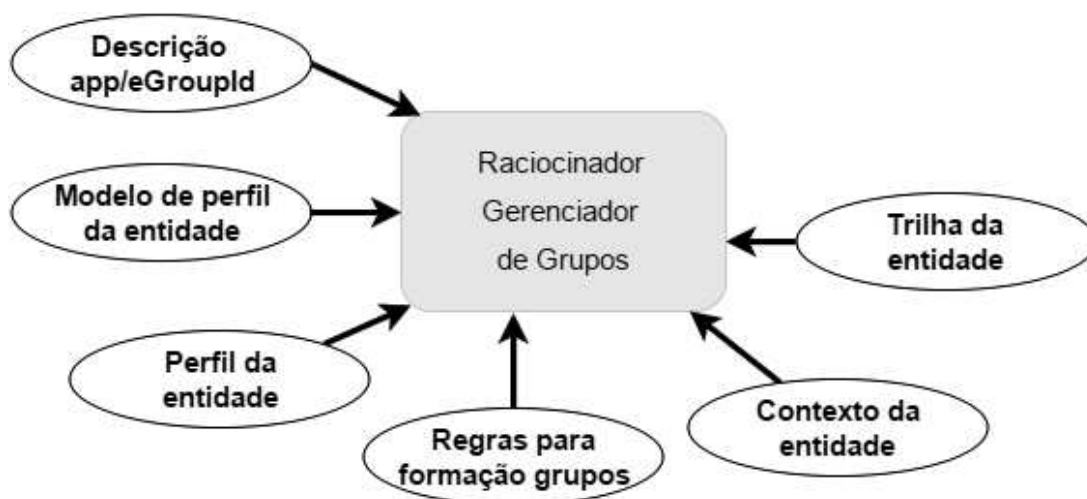 Descrição
app/eGroupId
Modelo de perfil
da entidade
Perfil da
entidade
Regras para
formação grupos
Contexto da
entidade
Trilha da
entidade
Raciocinador
Gerenciador
de Grupos